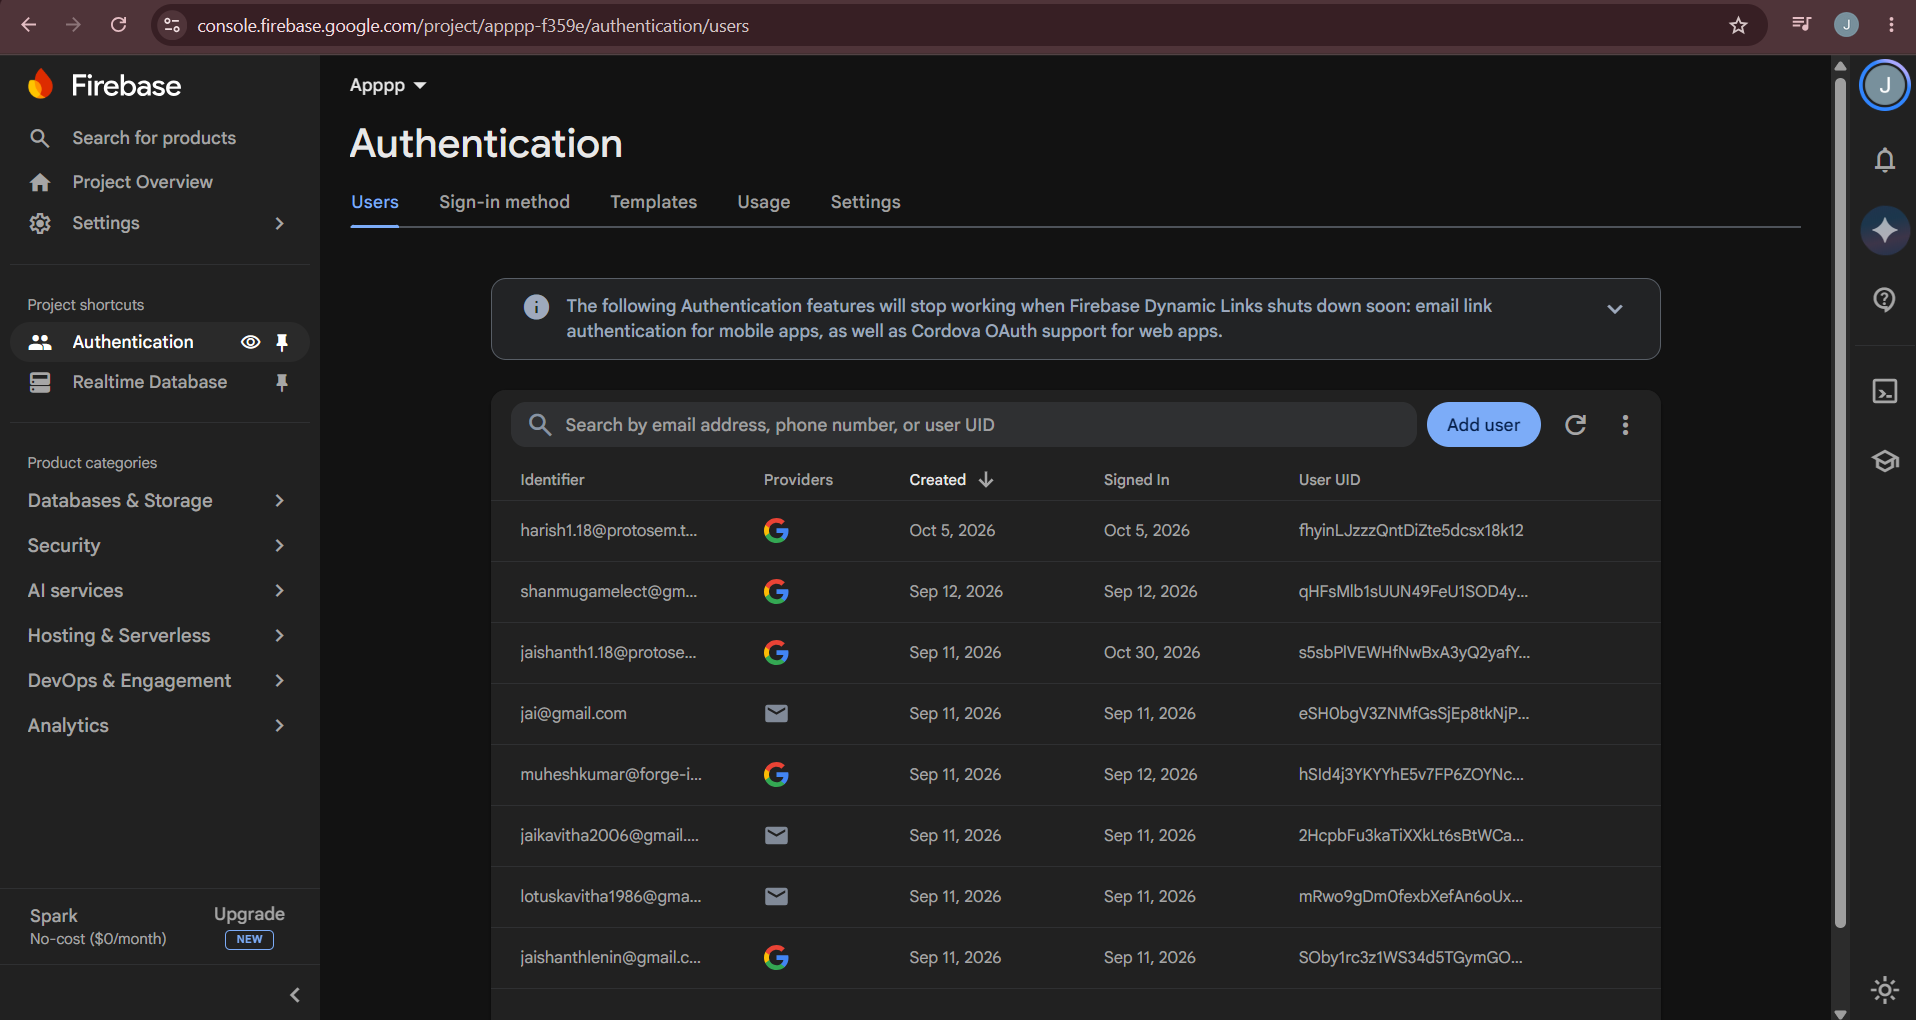 console.firebase.google.com/project/apppp-f359e/authentication/users
J
Firebase
Search for products
Project Overview
Settings
Project shortcuts
Authentication
Realtime Database
Product categories
Databases & Storage
Security
AI services
Hosting & Serverless
DevOps & Engagement
Analytics
Spark
No-cost ($0/month)
Upgrade
NEW
Apppp
Authentication
Users Sign-in method Templates Usage Settings
The following Authentication features will stop working when Firebase Dynamic Links shuts down soon: email link
authentication for mobile apps, as well as Cordova OAuth support for web apps.
Search by email address, phone number, or user UID
Add user
Identifier Providers Created Signed In User UID
harish1.18@protosem.t... Oct 5, 2026 Oct 5, 2026 fhyinLJzzzQntDiZte5dcsx18k12
shanmugamelect@gm... Sep 12, 2026 Sep 12, 2026 qHFsMlb1sUUN49FeU1SOD4y...
jaishanth1.18@protose... Sep 11, 2026 Oct 30, 2026 s5sbPlVEWHfNwBxA3yQ2yafY...
jai@gmail.com Sep 11, 2026 Sep 11, 2026 eSH0bgV3ZNMfGsSjEp8tkNjP...
muheshkumar@forge-i... Sep 11, 2026 Sep 12, 2026 hSId4j3YKYYhE5v7FP6ZOYNc...
jaikavitha2006@gmail.... Sep 11, 2026 Sep 11, 2026 2HcpbFu3kaTiXXkLt6sBtWCa...
lotuskavitha1986@gma... Sep 11, 2026 Sep 11, 2026 mRwo9gDm0fexbXefAn6oUx...
jaishanthlenin@gmail.c... Sep 11, 2026 Sep 11, 2026 SOby1rc3z1WS34d5TGymGO...
J